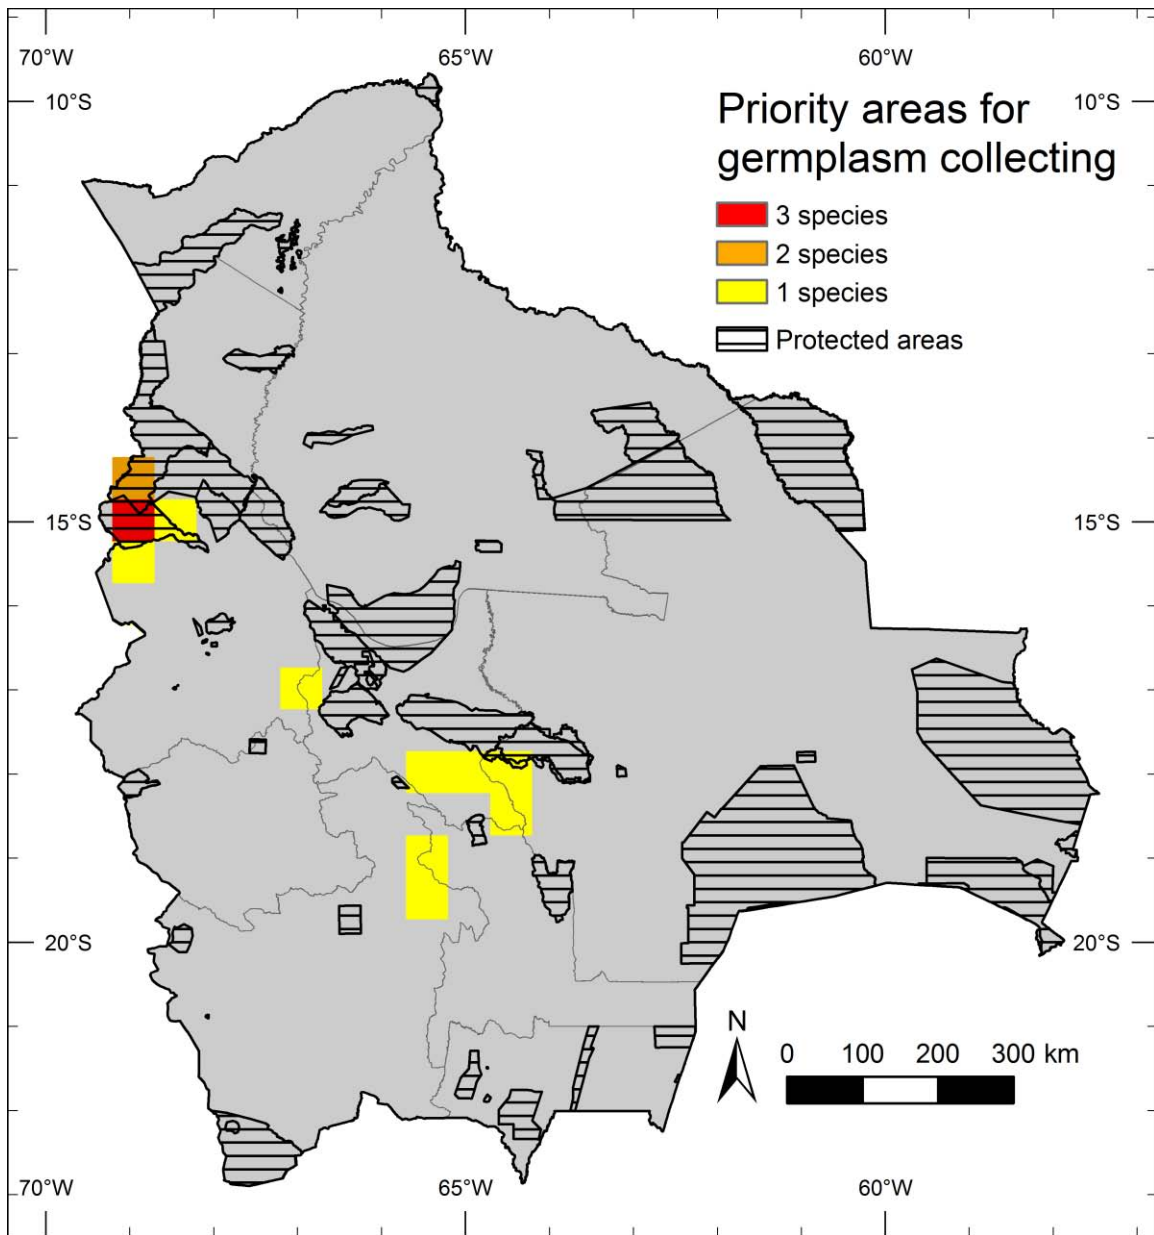 70°W 65°W 60°W
10°S 10°S
Priority areas for
germplasm collecting
3 species
2 species
1 species
Protected areas
15°S 15°S
20°S 20°S
N
0 100 200 300 km
70°W 65°W 60°W